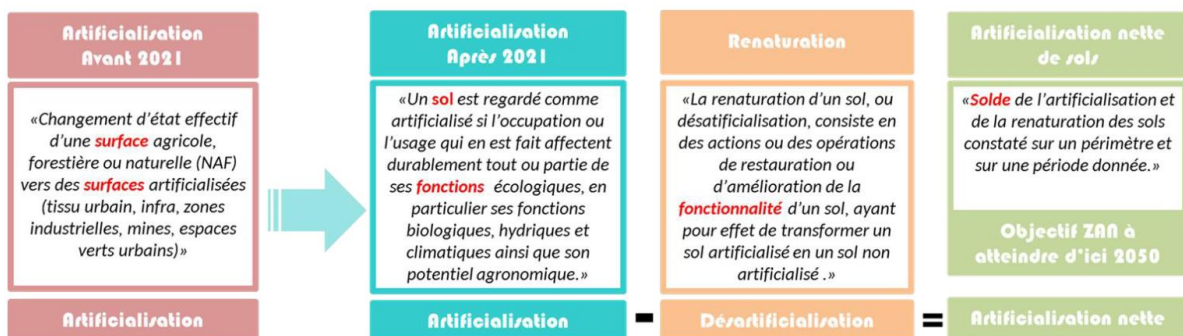 Artificialisation
Avant 2021
«Changement d'état effectif
d'une surface agricole,
forestière ou naturelle (NAF)
vers des surfaces artificialisées
(tissu urbain, infra, zones
industrielles, mines, espaces
verts urbains)»
Artificialisation
Artificialisation
Après 2021
«Un sol est regardé comme
artificialisé si l'occupation ou
l'usage qui en est fait affectent
durablement tout ou partie de
ses fonctions écologiques, en
particulier ses fonctions
biologiques, hydriques et
climatiques ainsi que son
potentiel agronomique.»
Artificialisation
-
Renaturation
«La renaturation d'un sol, ou
désatificialisation, consiste en
des actions ou des opérations
de restauration ou
d'amélioration de la
fonctionnalité d'un sol, ayant
pour effet de transformer un
sol artificialisé en un sol non
artificialisé .»
Désartificialisation
=
Artificialisation nette
de sols
«Solde de l'artificialisation et
de la renaturation des sols
constaté sur un périmètre et
sur une période donnée.»
Objectif ZAN à
atteindre d'ici 2050
Artificialisation nette